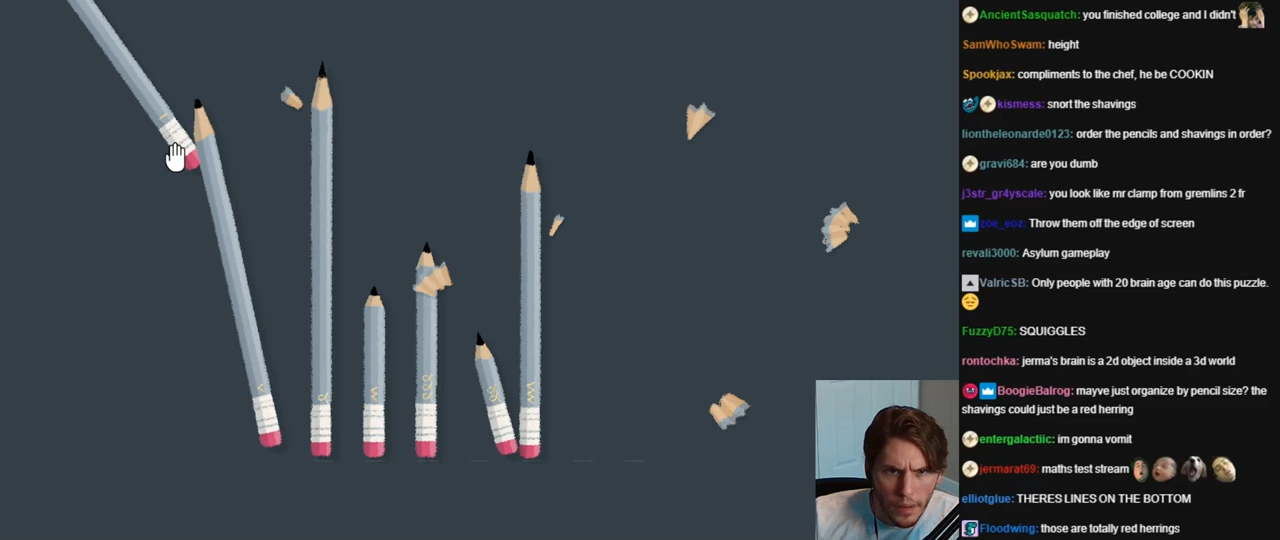 AncientSasquatch: you finished college and I didn't
SamWhoSwam: height
Spookjax: compliments to the chef, he be COOKIN
kismess: snort the shavings
liontheleonarde0123: order the pencils and shavings in order?
gravi684: are you dumb
j3str_gr4yscale: you look like mr clamp from gremlins 2 fr
zoe_eoz: Throw them off the edge of screen
revali3000: Asylum gameplay
ValricSB: Only people with 20 brain age can do this puzzle.
FuzzyD75: SQUIGGLES
rontochka: jerma's brain is a 2d object inside a 3d world
BoogieBalrog: mayve just organize by pencil size? the
shavings could just be a red herring
entergalactiic: im gonna vomit
jermarat69: maths test stream
elliotglue: THERES LINES ON THE BOTTOM
Floodwing: those are totally red herrings